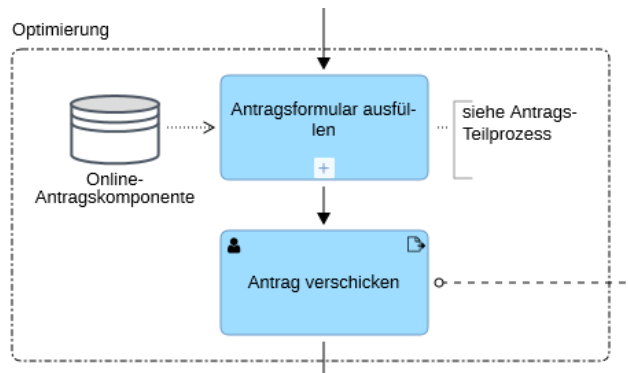 Optimierung
Antragsformular ausfül-
len
siehe Antrags-
Teilprozess
Online-
Antragskomponente
Antrag verschicken